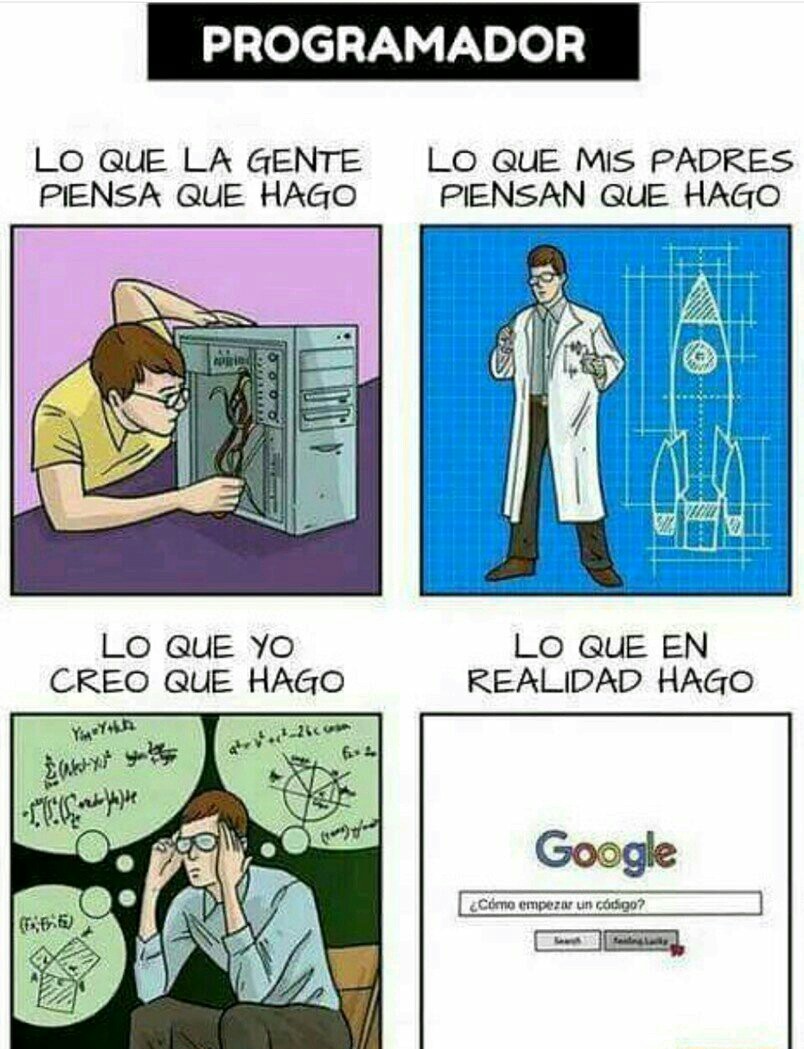 PROGRAMADOR
LO QUE LA GENTE
PIENSA QUE HAGO
LO QUE MIS PADRES
PIENSAN QUE HAGO
LO QUE YO
CREO QUE HAGO
LO QUE EN
REALIDAD HAGO
Google
¿Cómo empezar un código?
Search
Feeling Lucky